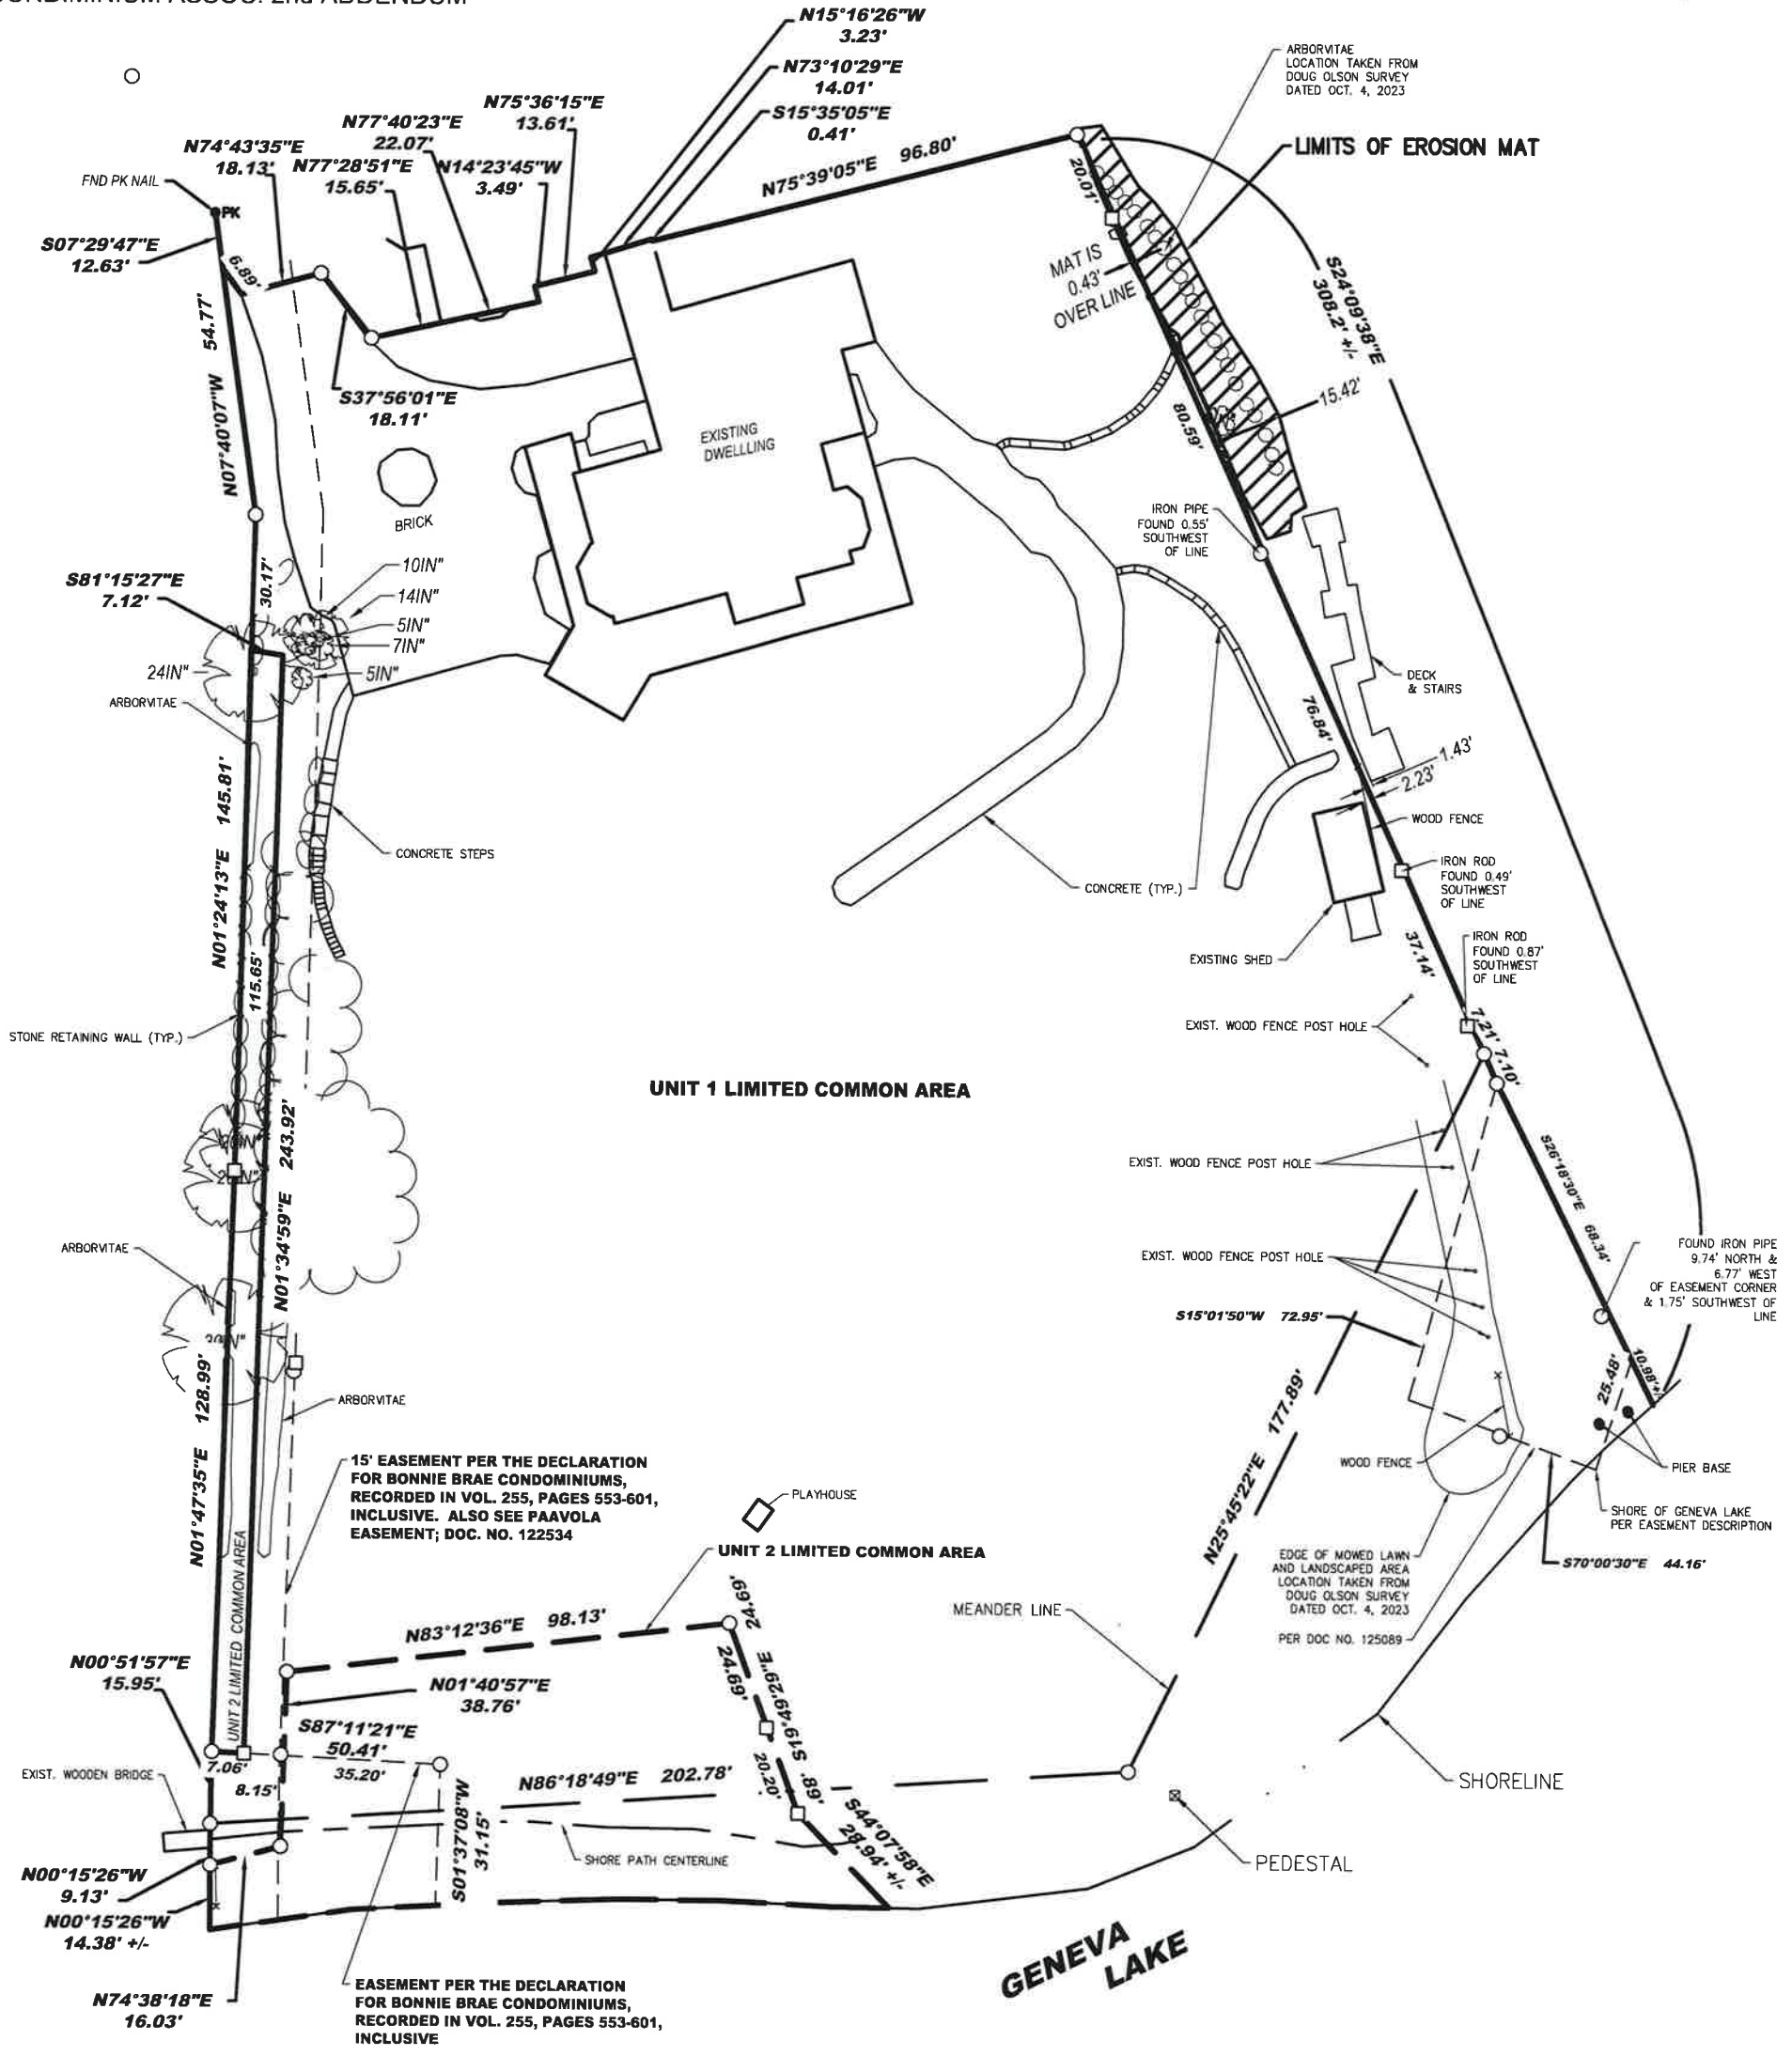 N15°16'26"W
3.23'
N73°10'29"E
14.01'
S15°35'05"E
0.41'
ARBORVITAE
LOCATION TAKEN FROM
DOUG OLSON SURVEY
DATED OCT. 4, 2023
LIMITS OF EROSION MAT
N75°36'15"E
13.61'
N77°40'23"E
22.07'
N74°43'35"E
18.13'
N77°28'51"E
15.65'
N14°23'45"W
3.49'
N75°39'05"E 96.80'
20.01'
FND PK NAIL
PK
S07°29'47"E
12.63'
6.89'
N07°40'07"W 54.77'
MAT IS
0.43'
OVER LINE
S24°09'38"E
308.2' +/-
15.42'
80.59'
S37°56'01"E
18.11'
EXISTING
DWELLLING
BRICK
IRON PIPE
FOUND 0.55'
SOUTHWEST
OF LINE
10IN"
14IN"
5IN"
7IN"
5IN"
24IN"
30.17'
S81°15'27"E
7.12'
ARBORVITAE
DECK
& STAIRS
76.84'
1.43'
2.23'
WOOD FENCE
N01°24'13"E 145.81'
CONCRETE STEPS
CONCRETE (TYP.)
IRON ROD
FOUND 0.49'
SOUTHWEST
OF LINE
EXISTING SHED
37.14'
IRON ROD
FOUND 0.87'
SOUTHWEST
OF LINE
115.65'
STONE RETAINING WALL (TYP.)
EXIST. WOOD FENCE POST HOLE
7.21'
7.10'
UNIT 1 LIMITED COMMON AREA
N01°34'59"E 243.92'
EXIST. WOOD FENCE POST HOLE
S26°18'30"E 68.34'
ARBORVITAE
EXIST. WOOD FENCE POST HOLE
FOUND IRON PIPE
9.74' NORTH &
6.77' WEST
OF EASEMENT CORNER
& 1.75' SOUTHWEST OF
LINE
S15°01'50"W 72.95'
10.98'+/-
25.48'
N01°47'35"E 128.99'
ARBORVITAE
N25°45'22"E 177.89'
WOOD FENCE
PIER BASE
15' EASEMENT PER THE DECLARATION
FOR BONNIE BRAE CONDOMINIUMS,
RECORDED IN VOL. 255, PAGES 553-601,
INCLUSIVE. ALSO SEE PAAVOLA
EASEMENT; DOC. NO. 122534
PLAYHOUSE
SHORE OF GENEVA LAKE
PER EASEMENT DESCRIPTION
UNIT 2 LIMITED COMMON AREA
EDGE OF MOWED LAWN
AND LANDSCAPED AREA
LOCATION TAKEN FROM
DOUG OLSON SURVEY
DATED OCT. 4, 2023
S70°00'30"E 44.16'
PER DOC NO. 125089
UNIT 2 LIMITED COMMON AREA
N83°12'36"E 98.13'
24.69'
24.69'
S19°49'29"E
.89'
20.20'
MEANDER LINE
N00°51'57"E
15.95'
N01°40'57"E
38.76'
S87°11'21"E
50.41'
35.20'
7.06'
8.15'
EXIST. WOODEN BRIDGE
N86°18'49"E 202.78'
SHORELINE
S44°07'58"E
28.94' +/-
S01°37'08"W
31.15'
SHORE PATH CENTERLINE
PEDESTAL
N00°15'26"W
9.13'
N00°15'26"W
14.38' +/-
N74°38'18"E
16.03'
GENEVA
LAKE
EASEMENT PER THE DECLARATION
FOR BONNIE BRAE CONDOMINIUMS,
RECORDED IN VOL. 255, PAGES 553-601,
INCLUSIVE